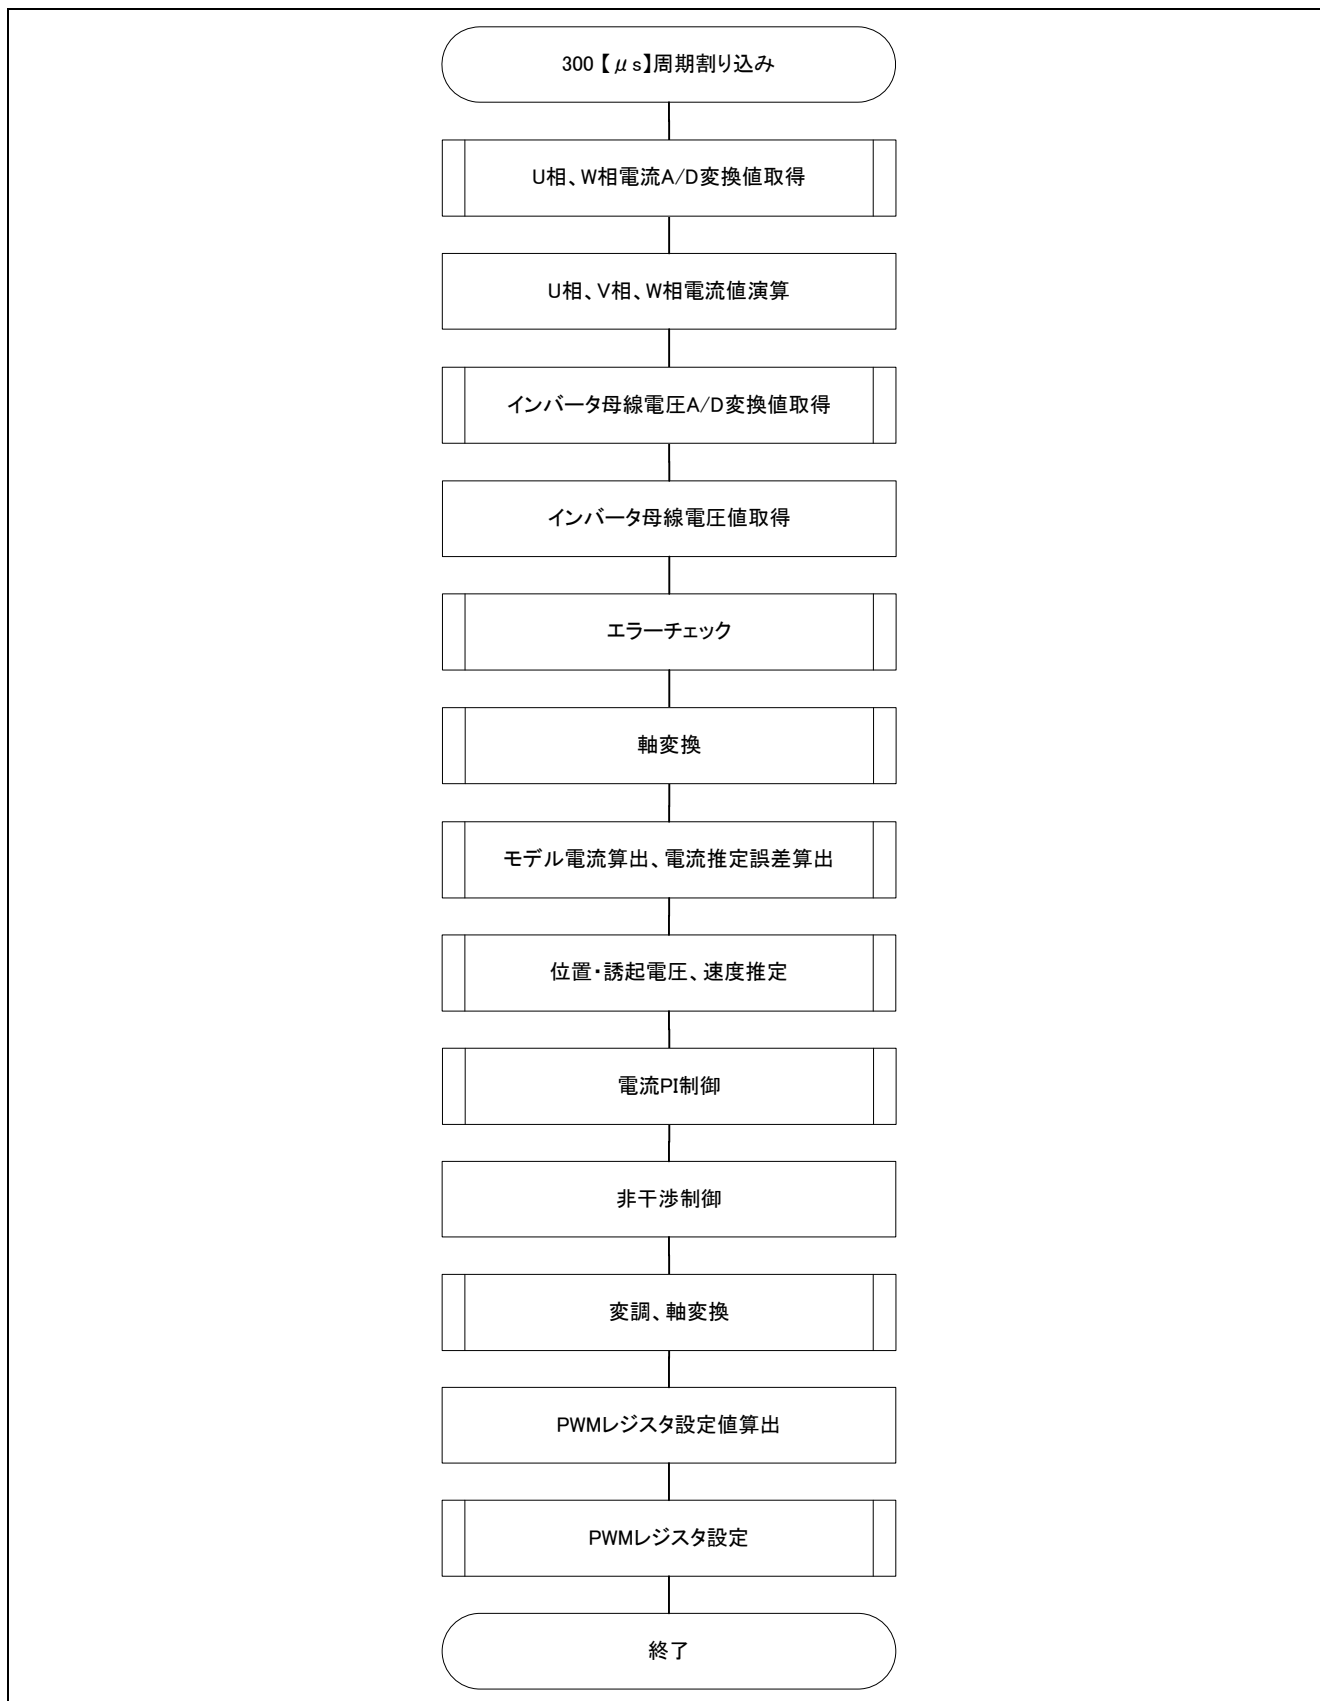 300【μs】周期割り込み
U相、W相電流A/D変換値取得
U相、V相、W相電流値演算
インバータ母線電圧A/D変換値取得
インバータ母線電圧値取得
エラーチェック
軸変換
モデル電流算出、電流推定誤差算出
位置・誘起電圧、速度推定
電流PI制御
非干渉制御
変調、軸変換
PWMレジスタ設定値算出
PWMレジスタ設定
終了